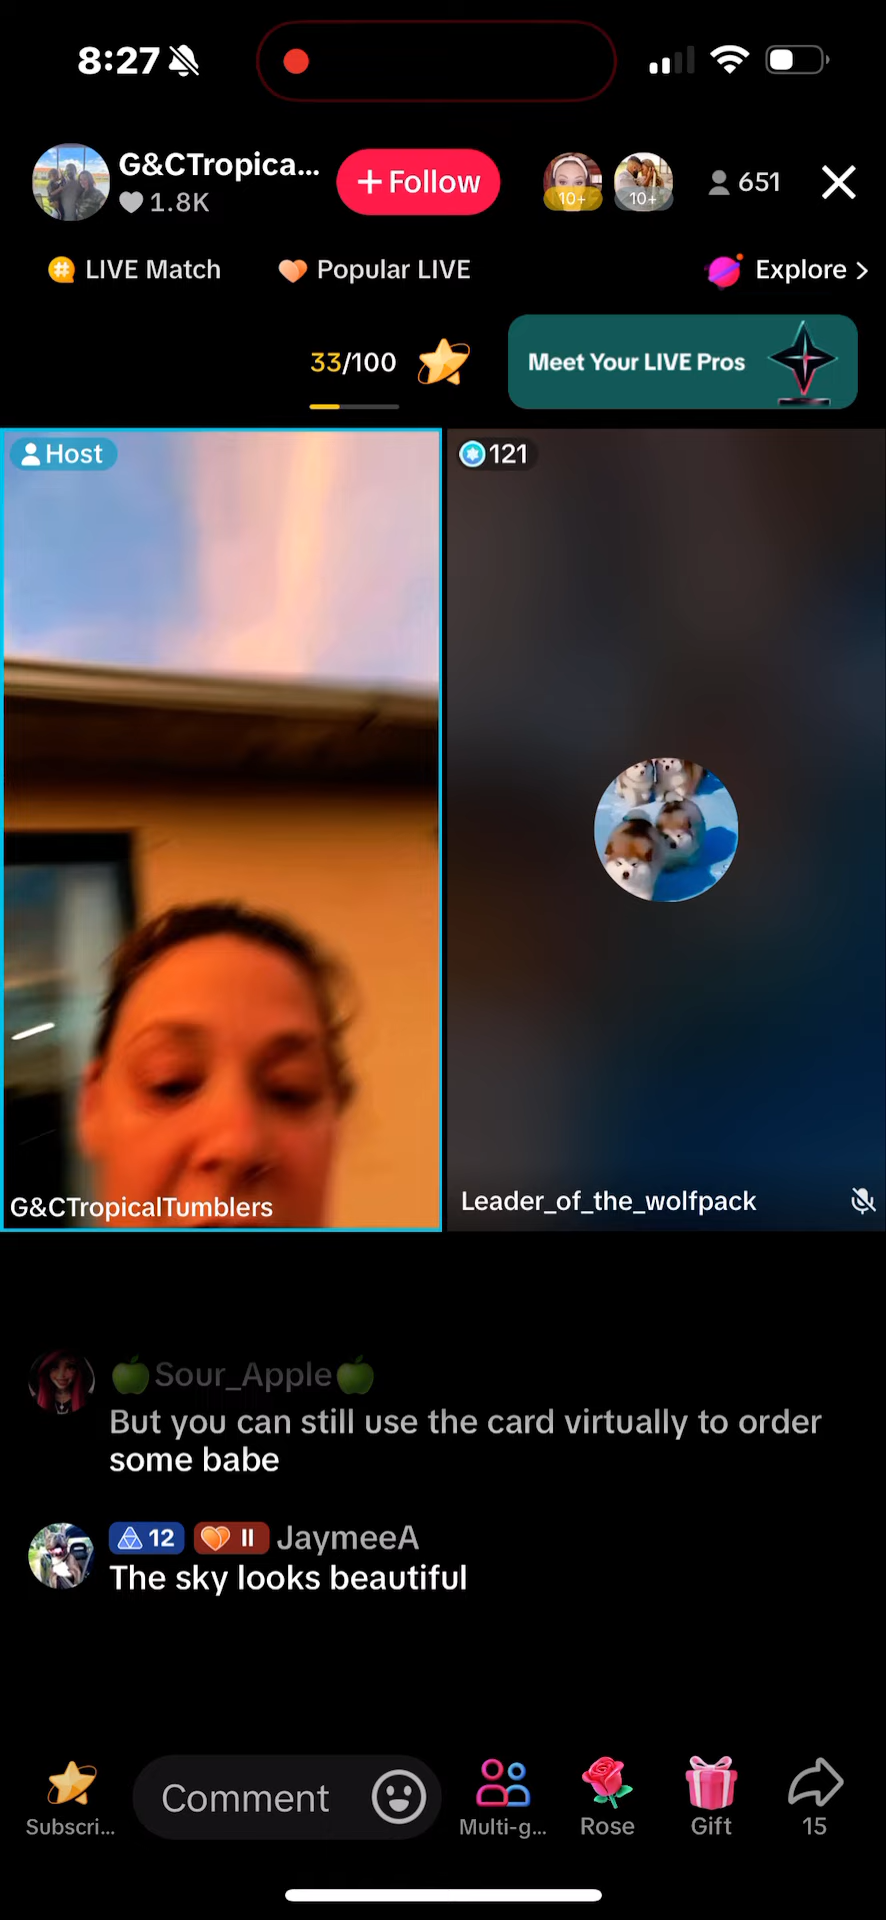 8:27
G&CTropica...
1.8K
+Follow
10+
10+
651
LIVE Match
Popular LIVE
Explore >
33/100
Meet Your LIVE Pros
Host
121
G&CTropicalTumblers
Leader_of_the_wolfpack
🍏Sour_Apple🍏
But you can still use the card virtually to order
some babe
12
II
JaymeeA
The sky looks beautiful
Subscri...
Comment
Multi-g...
Rose
Gift
15